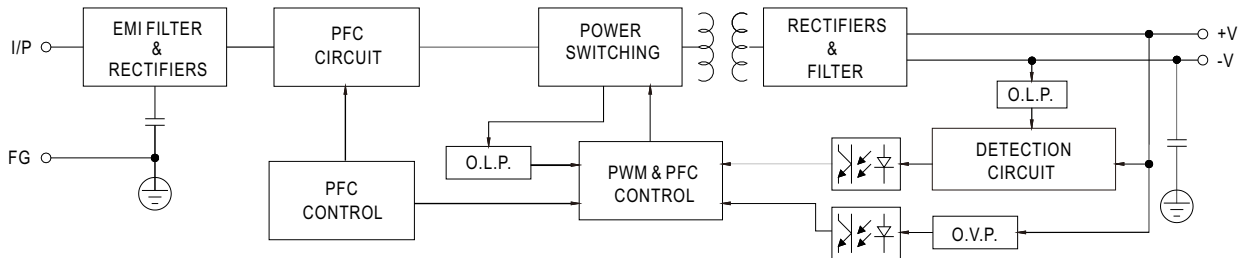 I/P
EMI FILTER
&
RECTIFIERS
PFC
CIRCUIT
POWER
SWITCHING
RECTIFIERS
&
FILTER
+V
-V
O.L.P.
FG
O.L.P.
PFC
CONTROL
PWM & PFC
CONTROL
DETECTION
CIRCUIT
O.V.P.